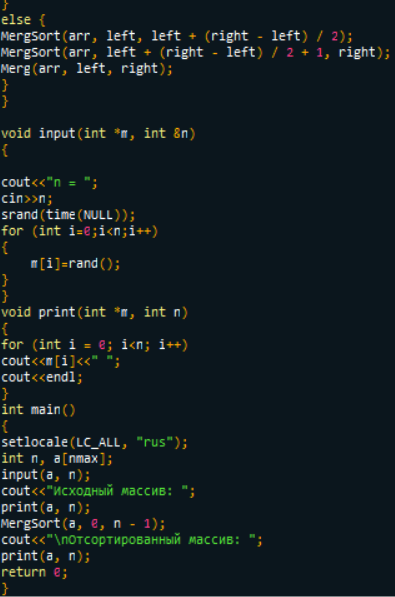 }
else {
MergSort(arr, left, left + (right - left) / 2);
MergSort(arr, left + (right - left) / 2 + 1, right);
Merg(arr, left, right);
}
}
void input(int *m, int &n)
{
cout<<"n = ";
cin>>n;
srand(time(NULL));
for (int i=0;i<n;i++)
{
m[i]=rand();
}
}
void print(int *m, int n)
{
for (int i = 0; i<n; i++)
cout<<m[i]<<" ";
cout<<endl;
}
int main()
{
setlocale(LC_ALL, "rus");
int n, a[nmax];
input(a, n);
cout<<"Исходный массив: ";
print(a, n);
MergSort(a, 0, n - 1);
cout<<"\nОтсортированный массив: ";
print(a, n);
return 0;
}